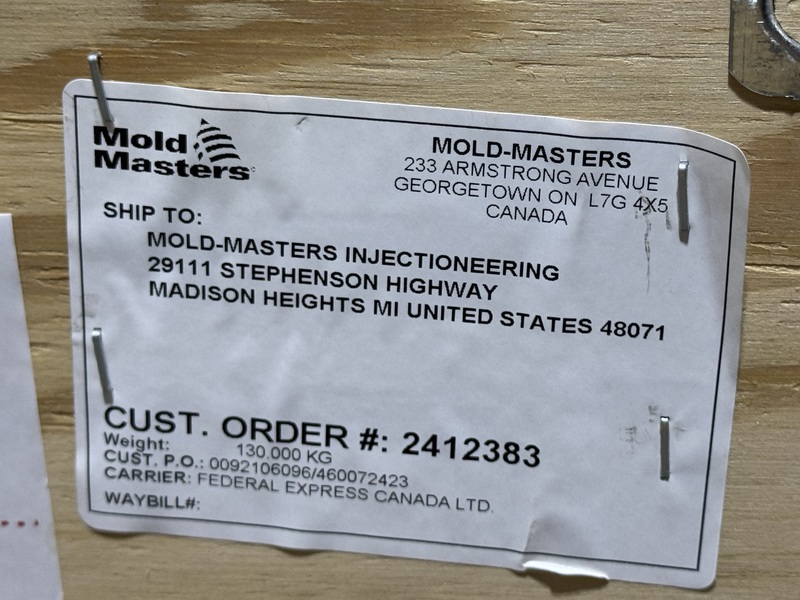 Mold
Masters
MOLD-MASTERS
233 ARMSTRONG AVENUE
GEORGETOWN ON L7G 4X5
CANADA
SHIP TO:
MOLD-MASTERS INJECTIONEERING
29111 STEPHENSON HIGHWAY
MADISON HEIGHTS MI UNITED STATES 48071
CUST. ORDER #: 2412383
Weight: 130.000 KG
CUST. P.O.: 0092106096/460072423
CARRIER: FEDERAL EXPRESS CANADA LTD.
WAYBILL#: